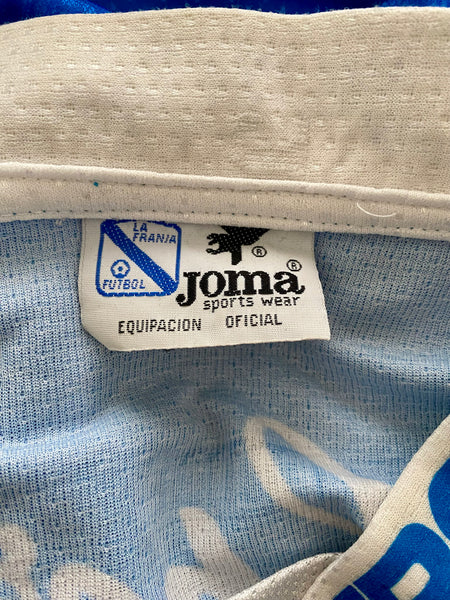 LA
FRANJA
FUTBOL
®
JOMA®
sports wear
EQUIPACION OFICIAL